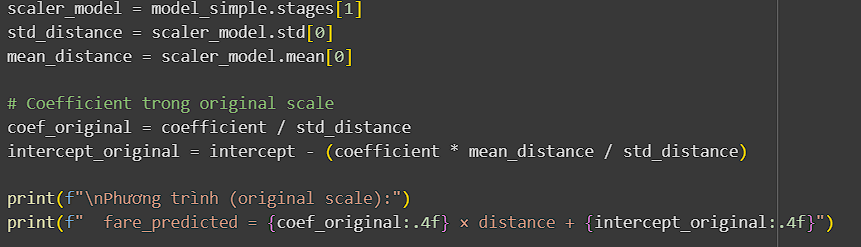 scaler_model = model_simple.stages[1]
std_distance = scaler_model.std[0]
mean_distance = scaler_model.mean[0]
# Coefficient trong original scale
coef_original = coefficient / std_distance
intercept_original = intercept - (coefficient * mean_distance / std_distance)
print(f"\nPhương trình (original scale):")
print(f"  fare_predicted = {coef_original:.4f} × distance + {intercept_original:.4f}")